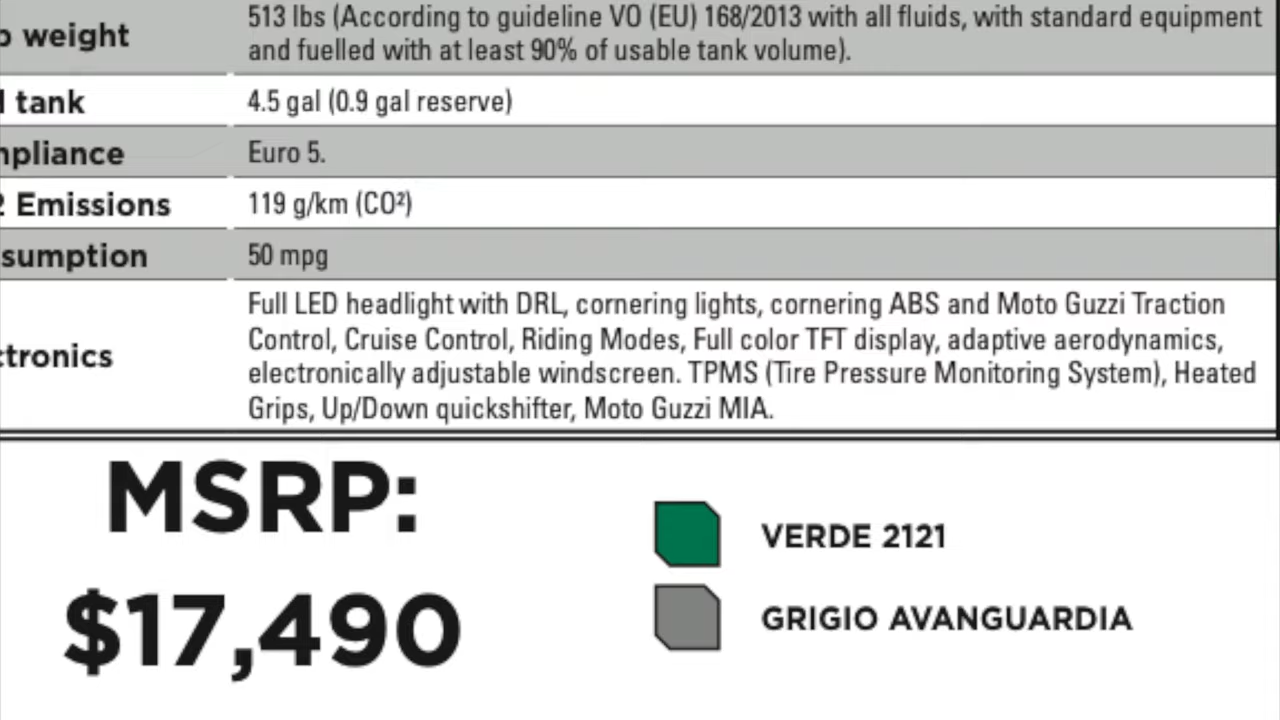 513 lbs (According to guideline VO (EU) 168/2013 with all fluids, with standard equipment
weight
and fuelled with at least 90% of usable tank volume).
tank
4.5 gal (0.9 gal reserve)
mpliance
Euro 5.
2 Emissions
119 g/km (CO²)
sumption
50 mpg
Full LED headlight with DRL, cornering lights, cornering ABS and Moto Guzzi Traction
Control, Cruise Control, Riding Modes, Full color TFT display, adaptive aerodynamics,
ctronics
electronically adjustable windscreen. TPMS (Tire Pressure Monitoring System), Heated
Grips, Up/Down quickshifter, Moto Guzzi MIA.
MSRP:
$17,490
VERDE 2121
GRIGIO AVANGUARDIA